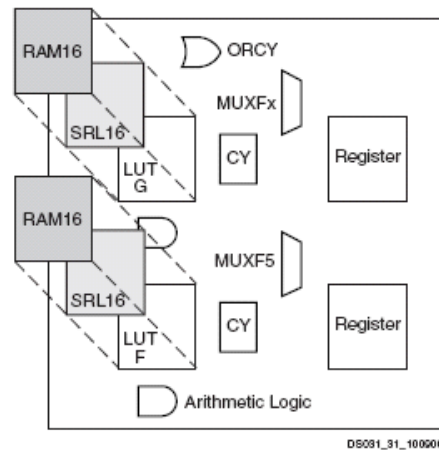 RAM16
ORCY
MUXFx
SRL16
LUT
G
CY
Register
RAM16
MUXF5
SRL16
LUT
F
CY
Register
Arithmetic Logic